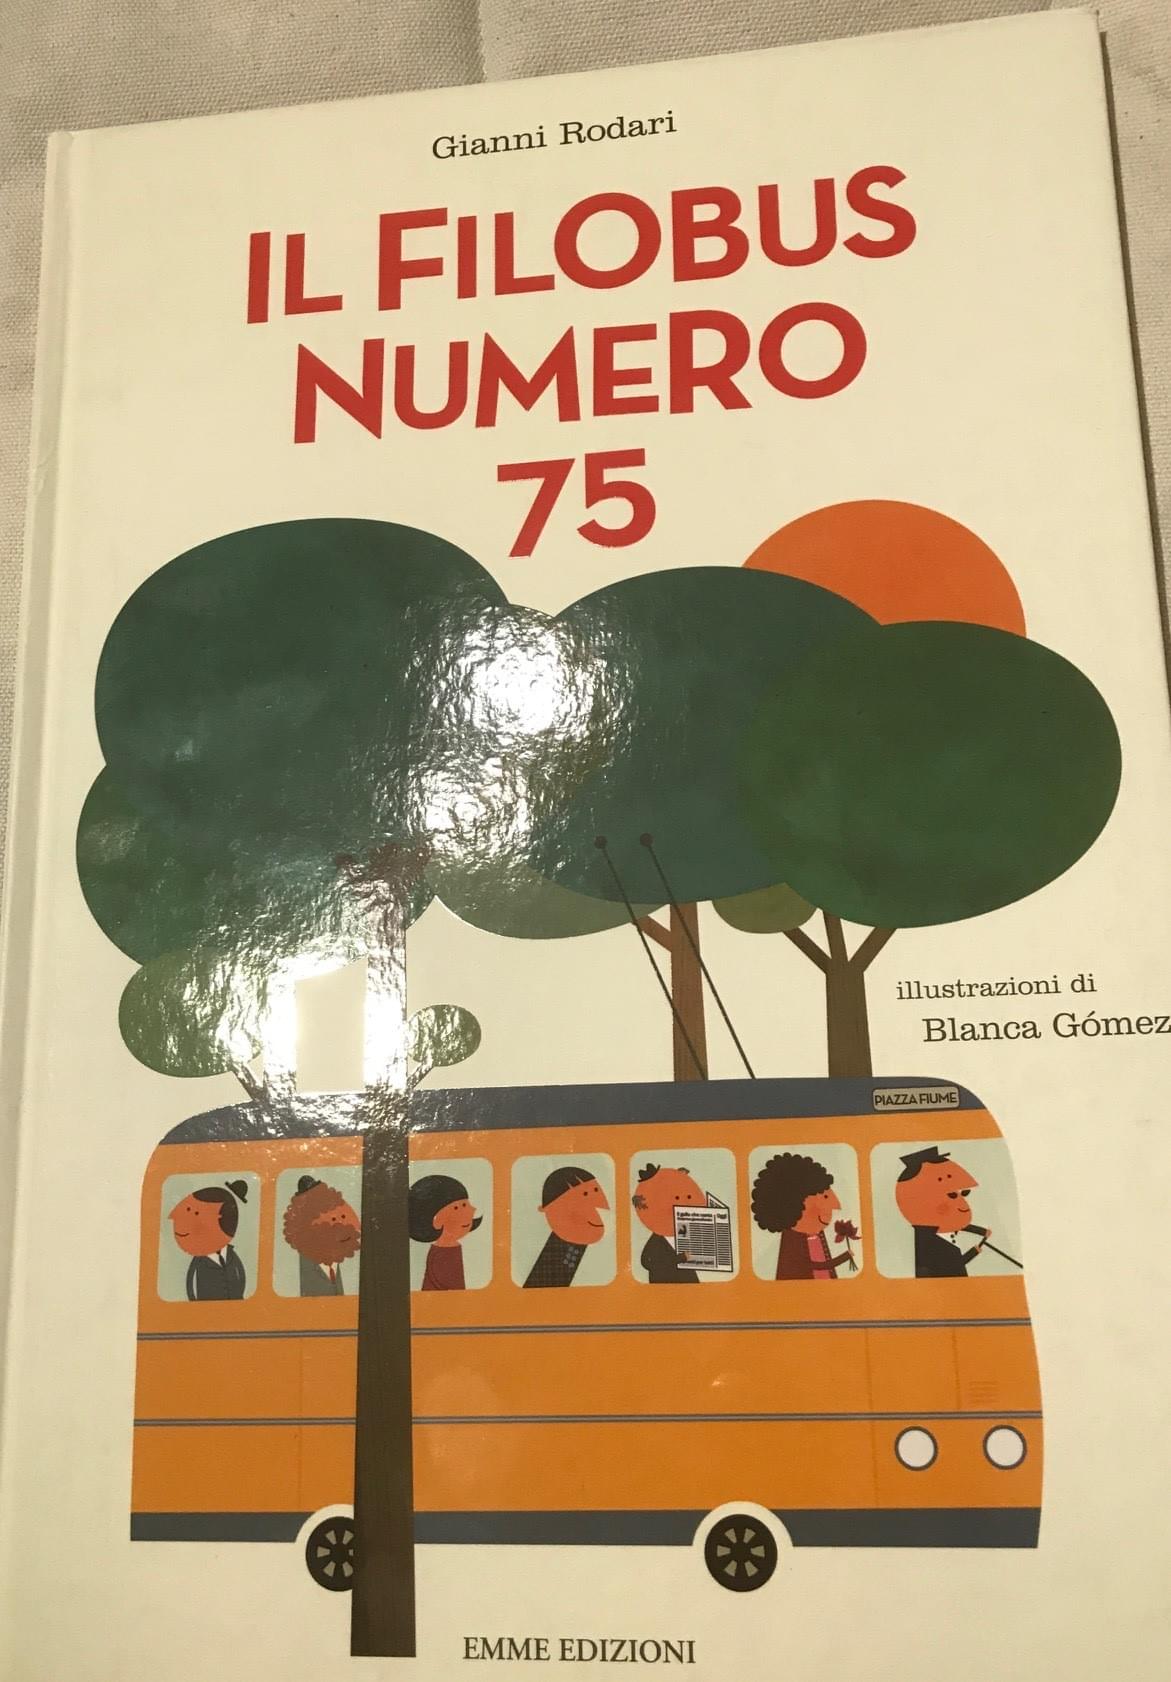 Gianni Rodari
IL FILOBUS
NUMERO
75
illustrazioni di
Blanca Gómez
PIAZZA FIUME
EMME EDIZIONI